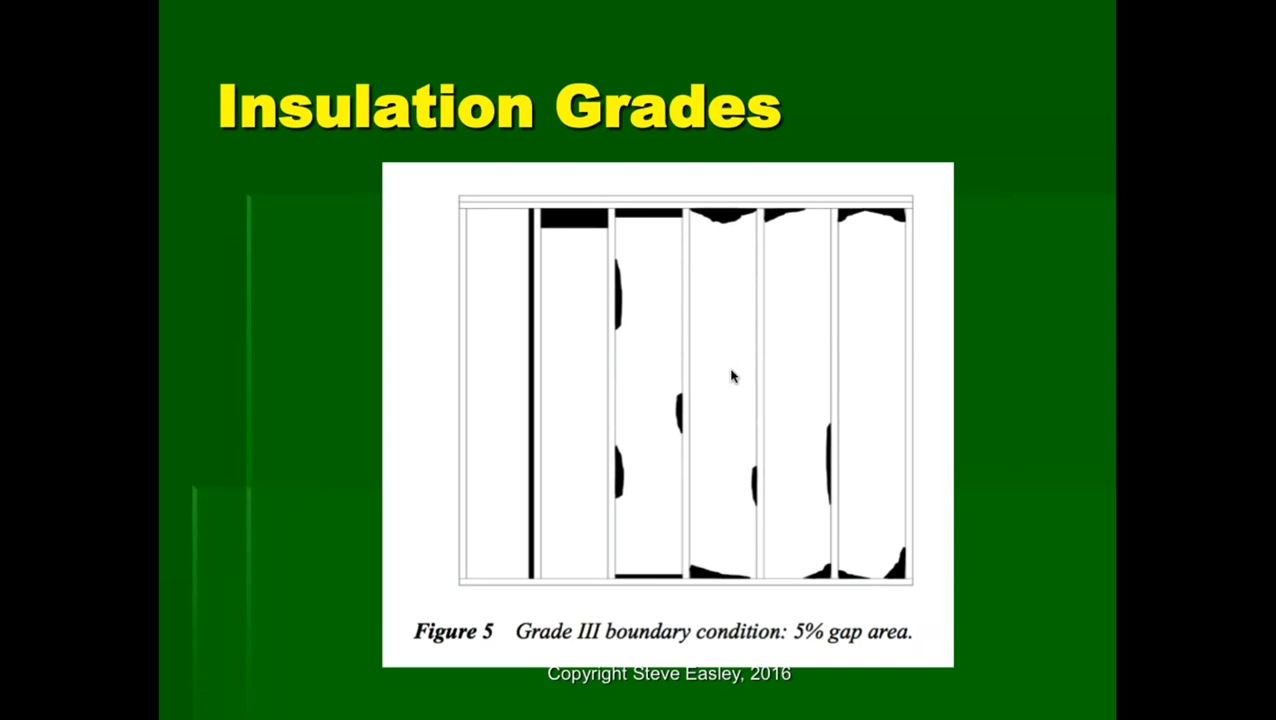 Insulation Grades
Figure 5 Grade III boundary condition: 5% gap area.
Copyright Steve Easley, 2016